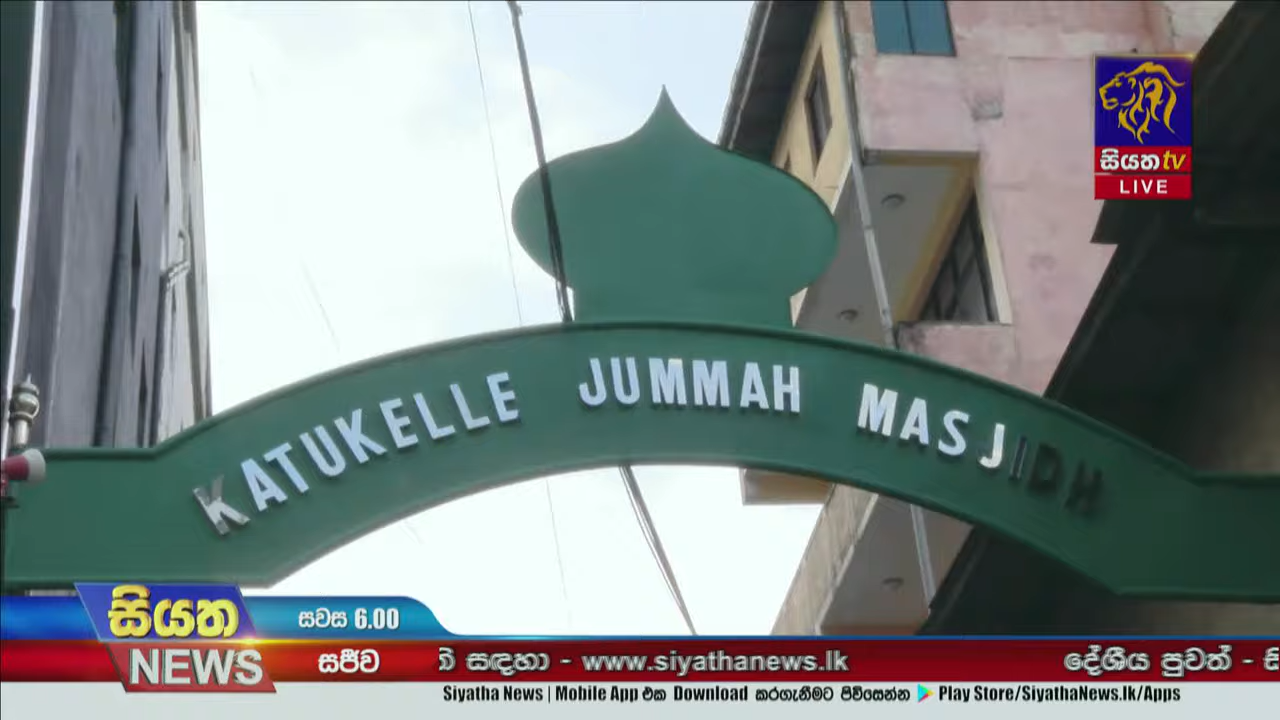 සියත tv
LIVE
KATUKELLE JUMMAH MASJIDH
සියත
NEWS
සවස 6.00
සජීව
සඳහා - www.siyathanews.lk
දේශීය පුවත් -
Siyatha News | Mobile App එක Download කරගැනීමට පිවිසෙන්න Play Store/SiyathaNews.lk/Apps